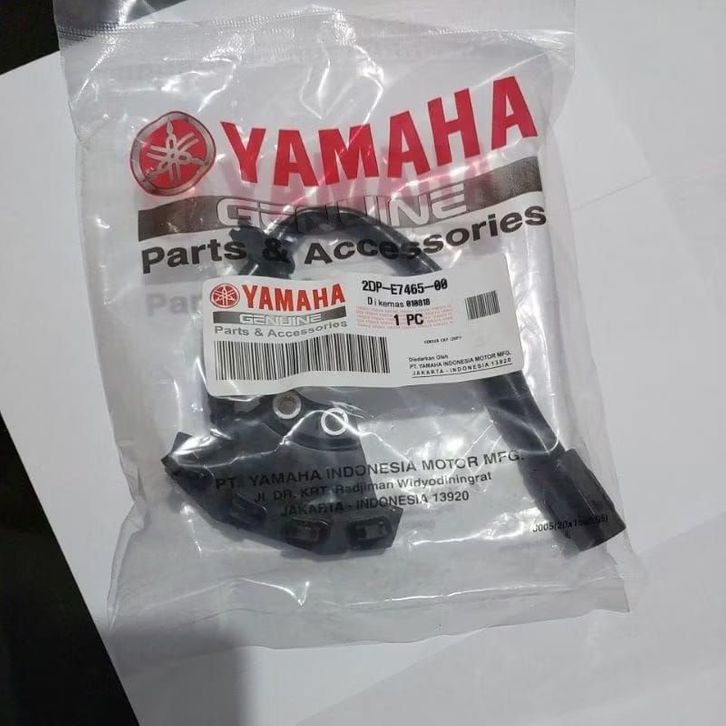 YAMAHA
GENUINE
Parts & Accessories
YAMAHA
GENUINE
Parts & Accessories
2DP-E7465-00
Dikemas 010818
1 PC
Diedarkan Oleh
PT. YAMAHA INDONESIA MOTOR MFG.
JAKARTA - INDONESIA 13920
PT. YAMAHA INDONESIA MOTOR MFG.
Jl. DR. KRT. Radjiman Widyodiningrat
JAKARTA - INDONESIA 13920